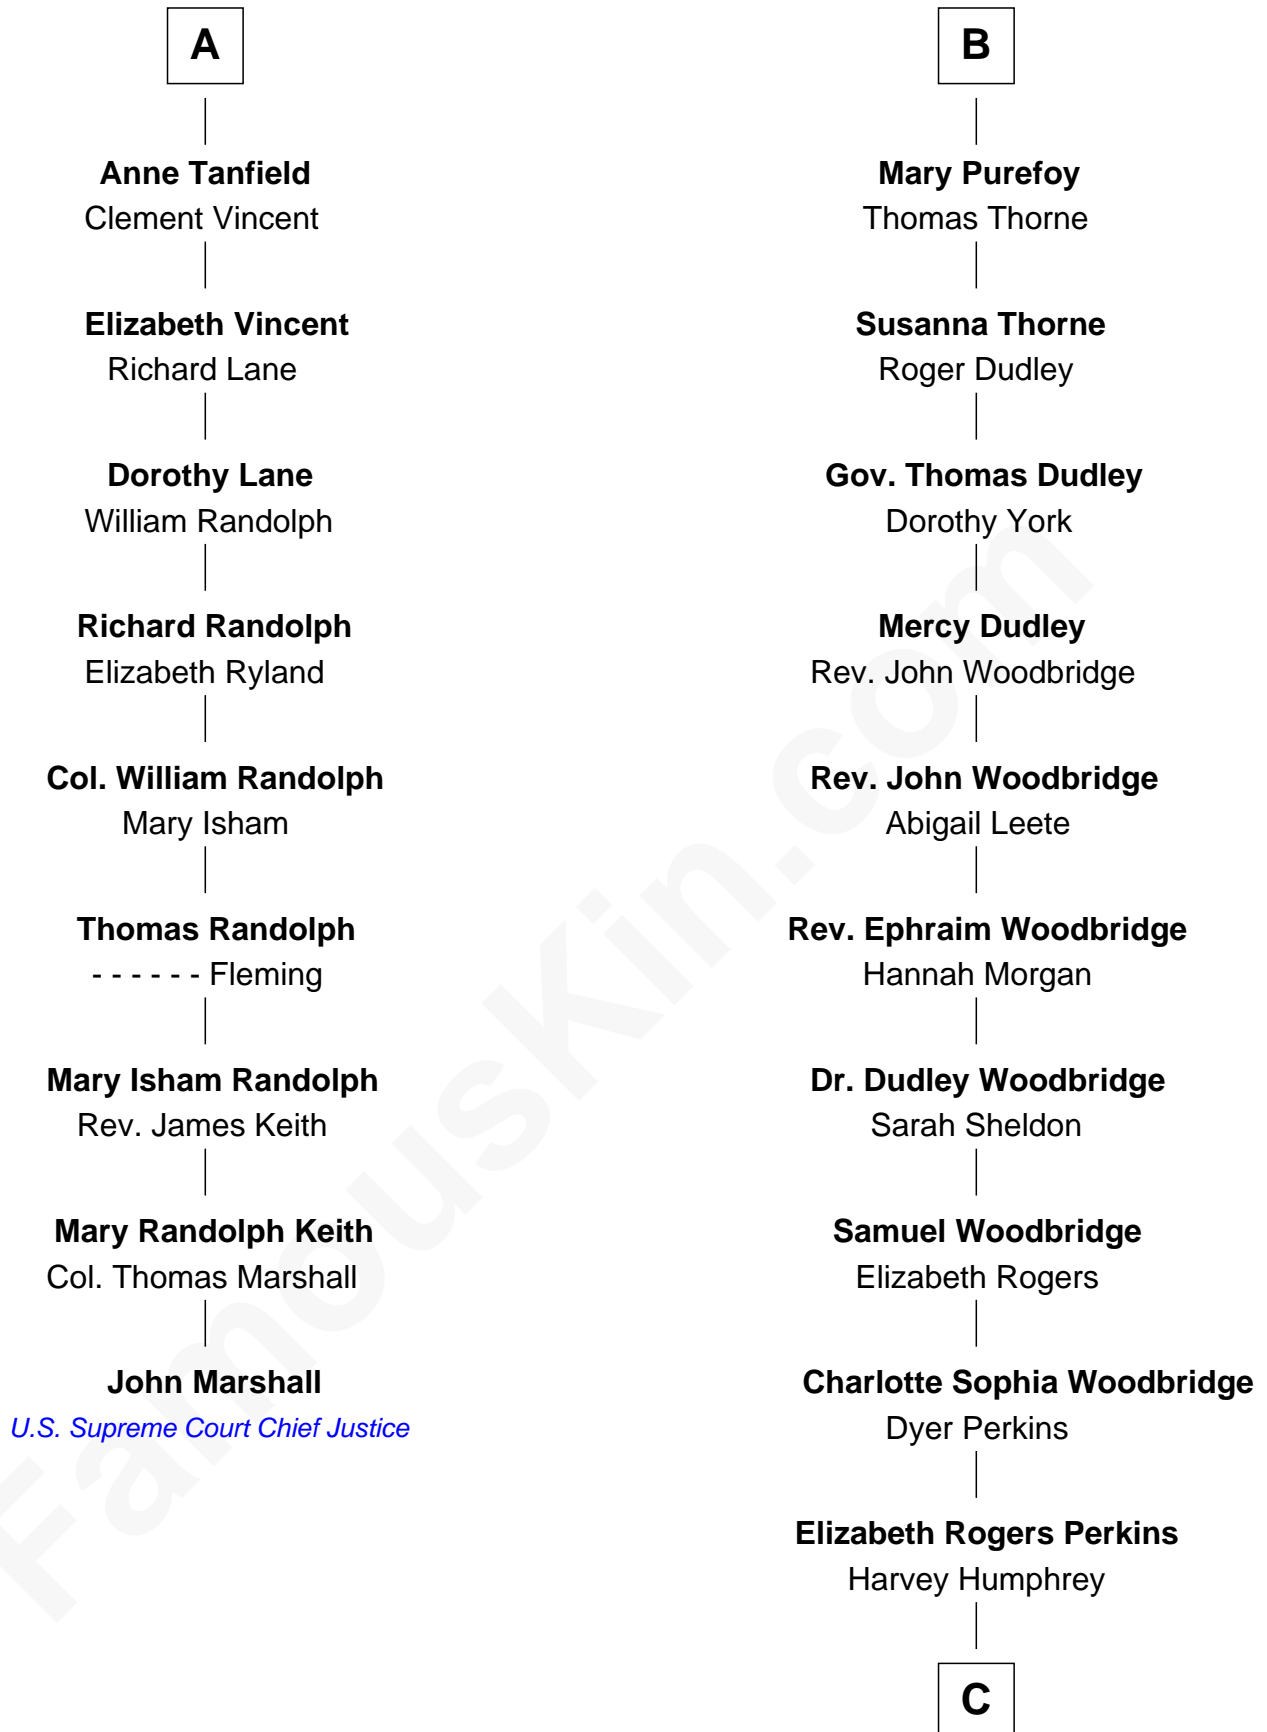 A
Anne Tanfield
Clement Vincent
Elizabeth Vincent
Richard Lane
Dorothy Lane
William Randolph
Richard Randolph
Elizabeth Ryland
Col. William Randolph
Mary Isham
Thomas Randolph
- - - - - - Fleming
Mary Isham Randolph
Rev. James Keith
Mary Randolph Keith
Col. Thomas Marshall
John Marshall
U.S. Supreme Court Chief Justice
B
Mary Purefoy
Thomas Thorne
Susanna Thorne
Roger Dudley
Gov. Thomas Dudley
Dorothy York
Mercy Dudley
Rev. John Woodbridge
Rev. John Woodbridge
Abigail Leete
Rev. Ephraim Woodbridge
Hannah Morgan
Dr. Dudley Woodbridge
Sarah Sheldon
Samuel Woodbridge
Elizabeth Rogers
Charlotte Sophia Woodbridge
Dyer Perkins
Elizabeth Rogers Perkins
Harvey Humphrey
C
FamousKin.com